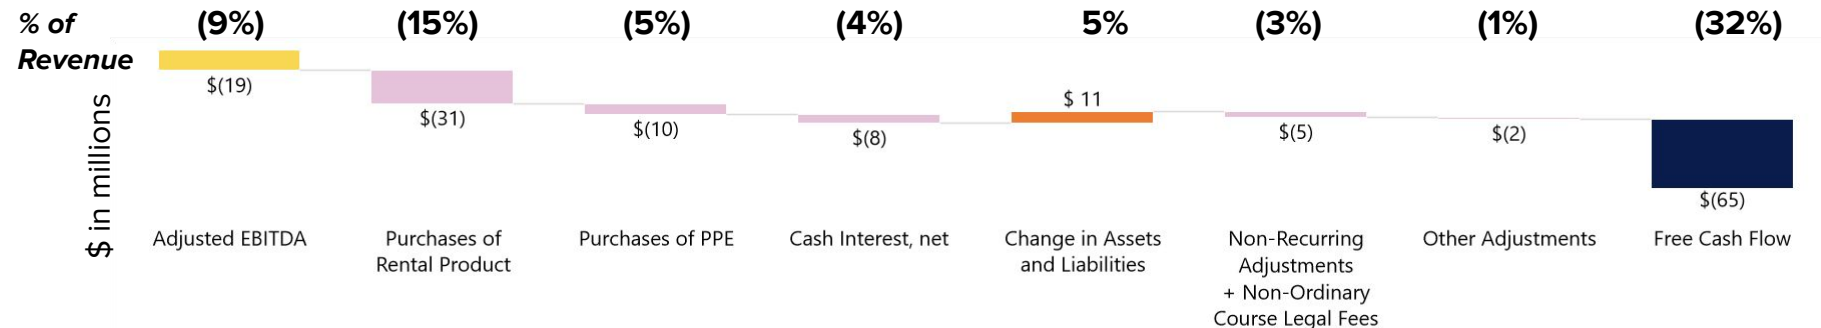 % of Revenue
(9%) (15%) (5%) (4%) 5% (3%) (1%) (32%)
$ in millions
$(19)
$(31)
$(10)
$(8)
$ 11
$(5)
$(2)
$(65)
Adjusted EBITDA
Purchases of
Rental Product
Purchases of PPE
Cash Interest, net
Change in Assets
and Liabilities
Non-Recurring
Adjustments
+ Non-Ordinary
Course Legal Fees
Other Adjustments
Free Cash Flow